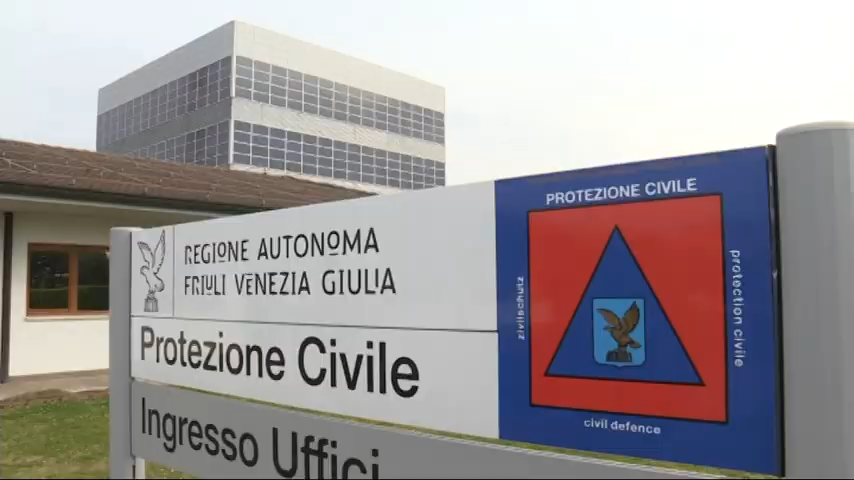 REGIONE AUTONOMA
FRIULI VENEZIA GIULIA
Protezione Civile
Ingresso Uffici
PROTEZIONE CIVILE
zivilschutz
protection civile
civil defence